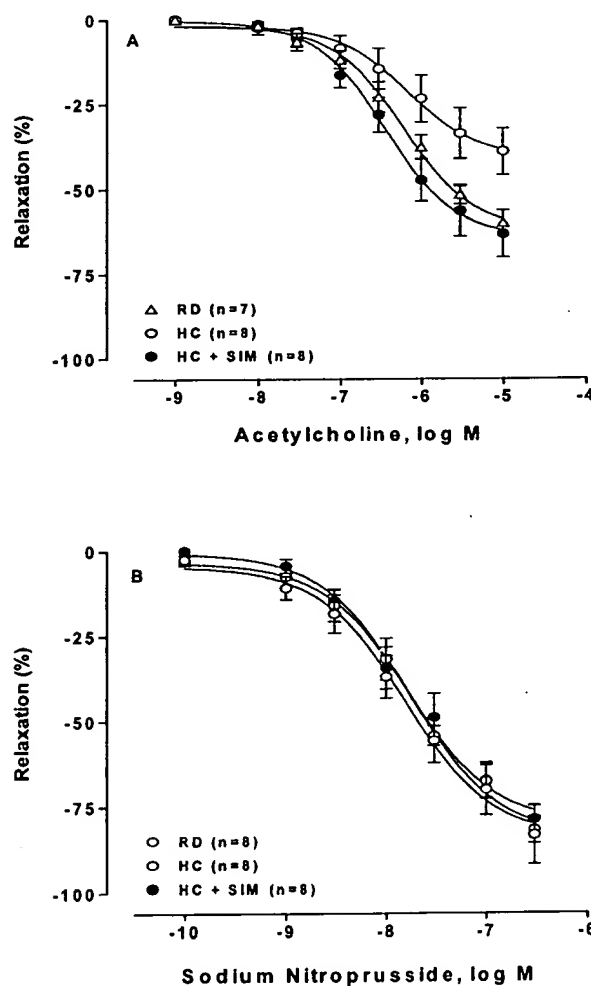 0
A
-25
-50
-75
-100
Relaxation (%)
RD (n=7)
HC (n=8)
HC + SIM (n=8)
-9 -8 -7 -6 -5 -4
Acetylcholine, log M
0
B
-25
-50
-75
-100
Relaxation (%)
RD (n=8)
HC (n=8)
HC + SIM (n=8)
-10 -9 -8 -7 -6
Sodium Nitroprusside, log M